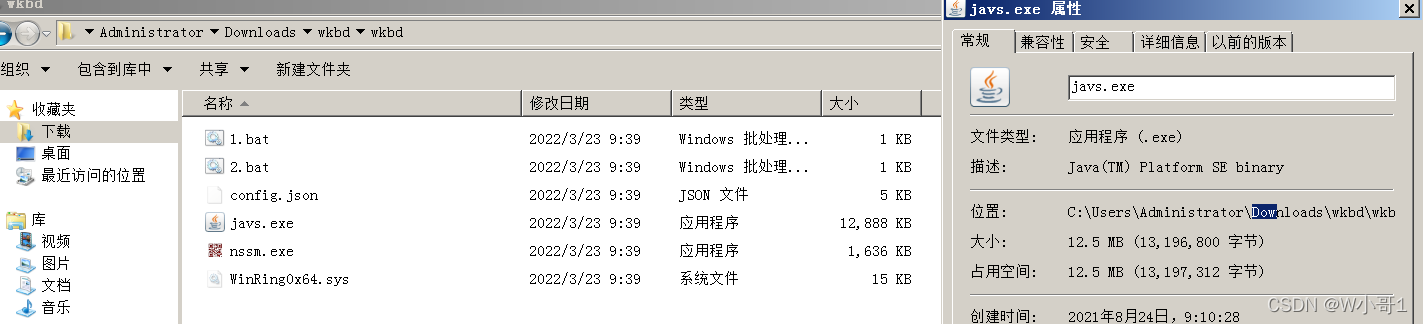 wkbd
Administrator Downloads wkbd wkbd
组织 包含到库中 共享 新建文件夹
收藏夹
下载
桌面
最近访问的位置
库
视频
图片
文档
音乐
名称 修改日期 类型 大小
1.bat 2022/3/23 9:39 Windows 批处理... 1 KB
2.bat 2022/3/23 9:39 Windows 批处理... 1 KB
config.json 2022/3/23 9:39 JSON 文件 5 KB
javs.exe 2022/3/23 9:39 应用程序 12,888 KB
nssm.exe 2022/3/23 9:39 应用程序 1,636 KB
WinRing0x64.sys 2022/3/23 9:39 系统文件 15 KB
javs.exe 属性
常规 兼容性 安全 详细信息 以前的版本
javs.exe
文件类型: 应用程序 (.exe)
描述: Java(TM) Platform SE binary
位置: C:\Users\Administrator\Downloads\wkbd\wkb
大小: 12.5 MB (13,196,800 字节)
占用空间: 12.5 MB (13,197,312 字节)
创建时间: 2021年8月24日, 9:10:28
CSDN @W小哥1